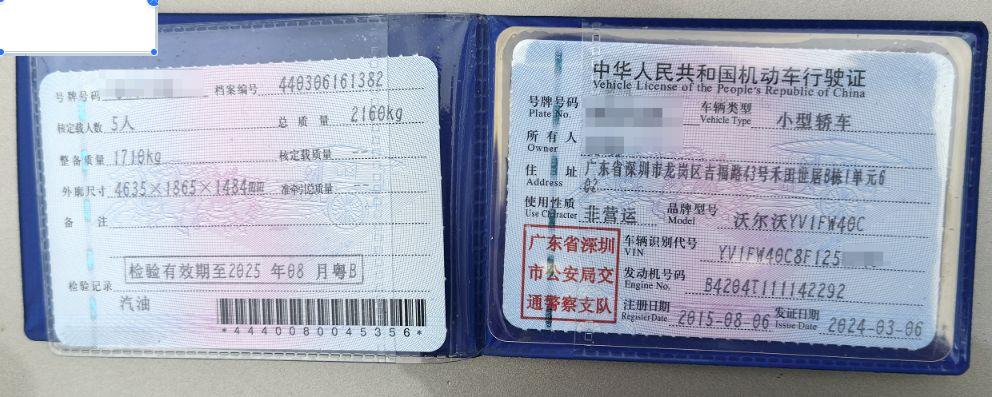 号牌号码 档案编号 440306161382
核定载人数 5人 总质量 2160kg
整备质量 1710kg 核定载质量 --
外廓尺寸 4635×1865×1484mm 准牵引总质量 --
备注
检验有效期至2025 年08 月粤B
检验记录
汽油
*4440080045356*
中华人民共和国机动车行驶证
Vehicle License of the People's Republic of China
号牌号码 车辆类型 小型轿车
Plate No. Vehicle Type
所有人
Owner
住址 广东省深圳市龙岗区吉福路43号禾田世居B栋1单元6
Address 02
使用性质 非营运 品牌型号 沃尔沃YV1FW40C
Use Character Model
广东省深圳
市公安局交
通警察支队
车辆识别代号 YV1FW40C8F125
VIN
发动机号码 B4204T111142292
Engine No.
注册日期 2015-08-06 发证日期 2024-03-06
Register Date Issue Date